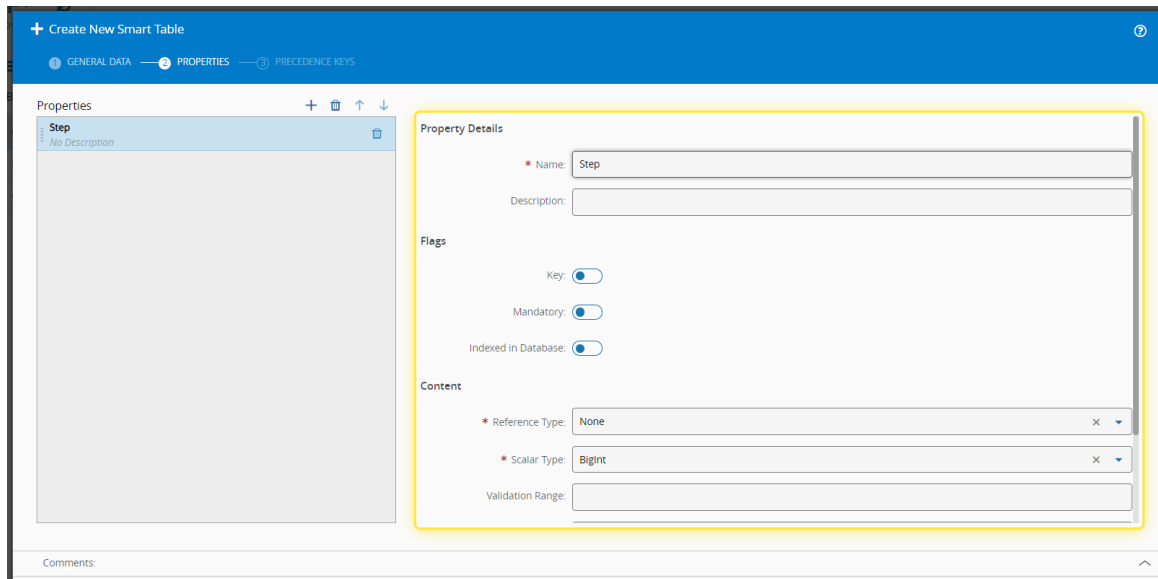 Create New Smart Table
1 GENERAL DATA 2 PROPERTIES 3 PRECEDENCE KEYS
Properties
Step
No Description
Property Details
* Name: Step
Description:
Flags
Key:
Mandatory:
Indexed in Database:
Content
* Reference Type: None
* Scalar Type: BigInt
Validation Range:
Comments: